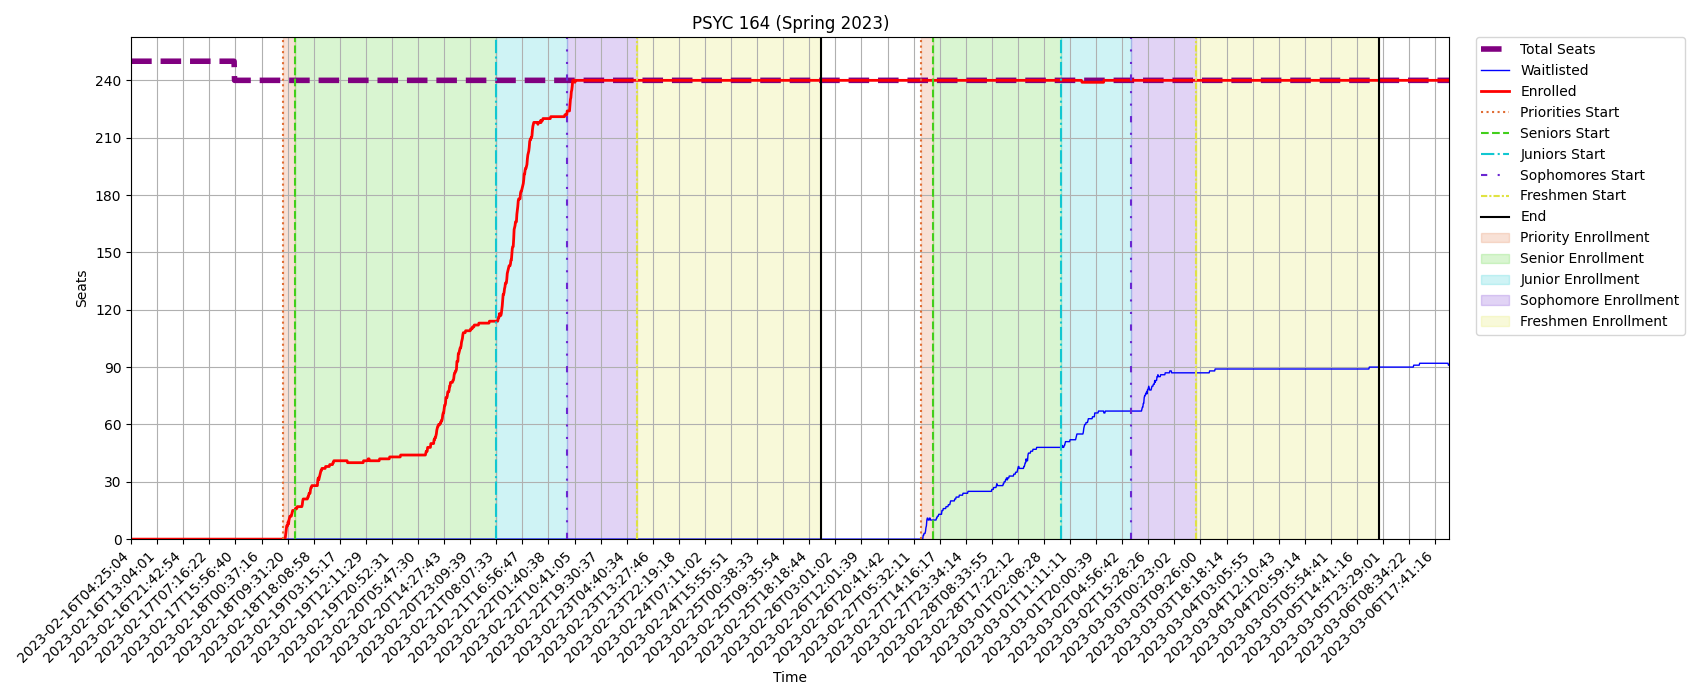 PSYC 164 (Spring 2023)
Seats
240
210
180
150
120
90
60
30
0
2023-02-16T04:25:04
2023-02-16T13:04:01
2023-02-16T21:42:54
2023-02-17T07:16:22
2023-02-17T15:56:40
2023-02-18T00:37:16
2023-02-18T09:31:20
2023-02-18T18:08:58
2023-02-19T03:15:17
2023-02-19T12:11:29
2023-02-19T20:52:31
2023-02-20T05:47:30
2023-02-20T14:27:43
2023-02-20T23:09:39
2023-02-21T08:07:33
2023-02-21T16:56:47
2023-02-22T01:40:38
2023-02-22T10:41:05
2023-02-22T19:30:37
2023-02-23T04:40:34
2023-02-23T13:27:46
2023-02-23T22:19:18
2023-02-24T07:11:02
2023-02-24T15:55:51
2023-02-25T00:38:33
2023-02-25T09:35:54
2023-02-25T18:18:44
2023-02-26T03:01:02
2023-02-26T12:01:39
2023-02-26T20:41:42
2023-02-27T05:32:11
2023-02-27T14:16:17
2023-02-27T23:34:14
2023-02-28T08:33:55
2023-02-28T17:22:12
2023-03-01T02:08:28
2023-03-01T11:11:11
2023-03-01T20:00:39
2023-03-02T04:56:42
2023-03-02T15:28:26
2023-03-03T00:23:02
2023-03-03T09:26:00
2023-03-03T18:18:14
2023-03-04T03:05:55
2023-03-04T12:10:43
2023-03-04T20:59:14
2023-03-05T05:54:41
2023-03-05T14:41:16
2023-03-05T23:29:01
2023-03-06T08:34:22
2023-03-06T17:41:16
Time
Total Seats
Waitlisted
Enrolled
Priorities Start
Seniors Start
Juniors Start
Sophomores Start
Freshmen Start
End
Priority Enrollment
Senior Enrollment
Junior Enrollment
Sophomore Enrollment
Freshmen Enrollment